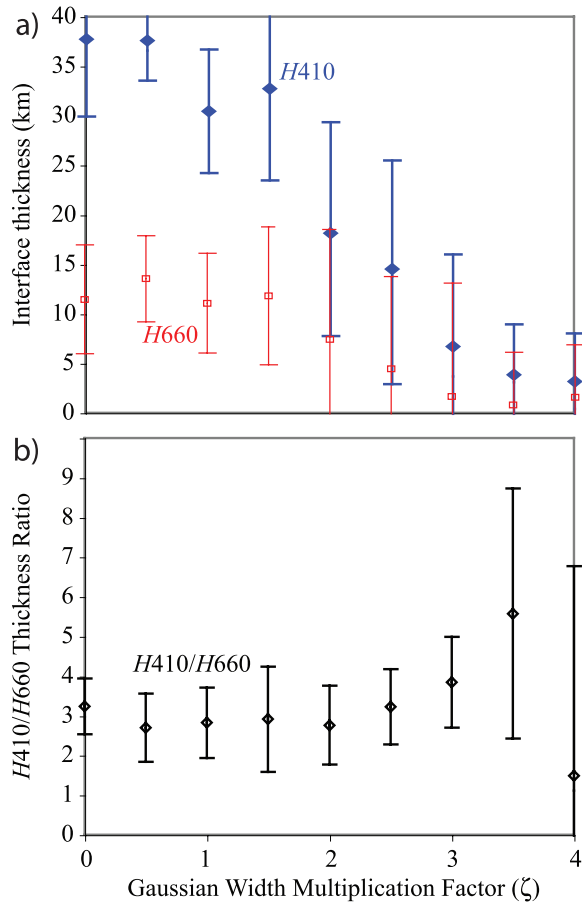 a)
40
35
30
25
20
15
10
5
0
Interface thickness (km)
H410
H660
b)
9
8
7
6
5
4
3
2
1
0
H410/H660 Thickness Ratio
H410/H660
0 1 2 3 4
Gaussian Width Multiplication Factor (ζ)